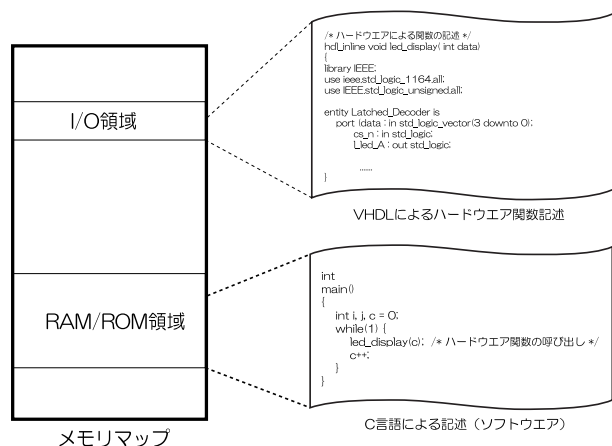 I/O領域
RAM/ROM領域
メモリマップ
/* ハードウエアによる関数の記述 */
hdl_inline void led_display( int data)
{
library IEEE;
use ieee.std_logic_1164.all;
use IEEE.std_logic_unsigned.all;
entity Latched_Decoder is
port (data : in std_logic_vector(3 downto 0);
cs_n : in std_logic;
l_led_A : out std_logic;
......
}
VHDLによるハードウエア関数記述
int
main()
{
int i, j, c = 0;
while(1) {
led_display(c); /* ハードウエア関数の呼び出し */
c++;
}
}
C言語による記述（ソフトウエア）